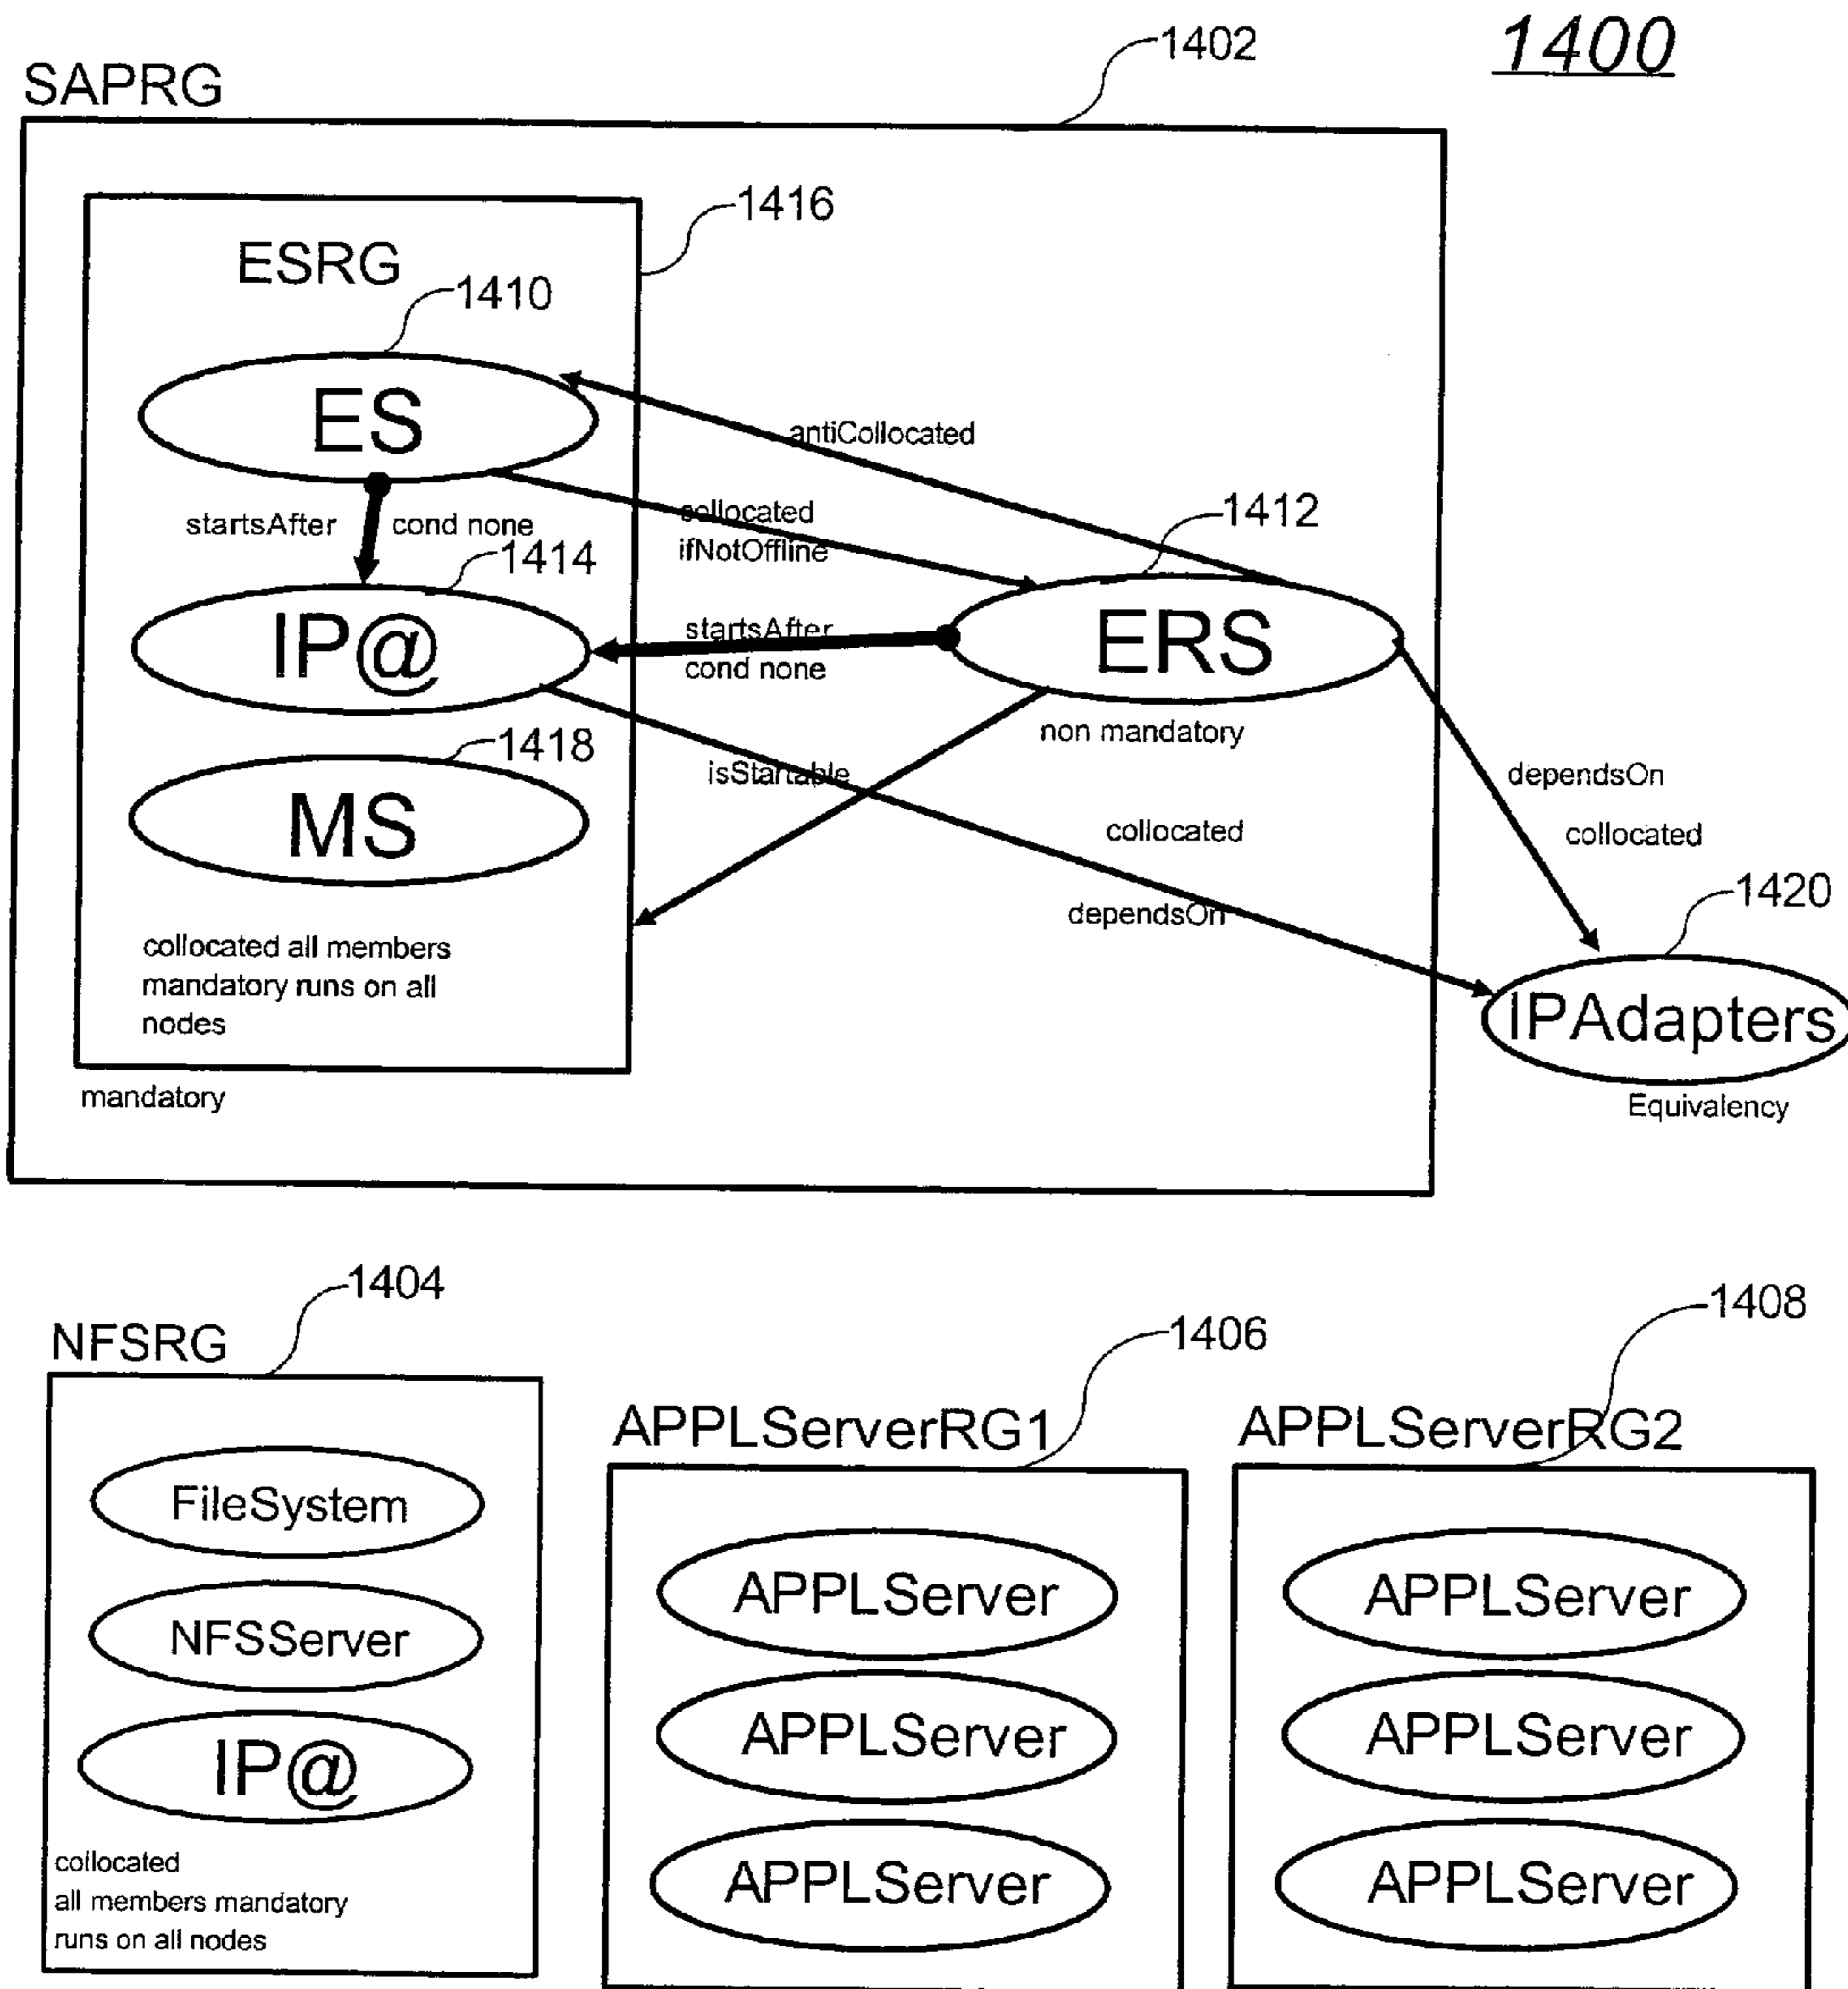 1400
1402
SAPRG
1416
ESRG
1410
ES
antiCollocated
startsAfter cond none
collocated
ifNotOffline
1412
1414
IP@
startsAfter
cond none
ERS
non mandatory
1418
MS
isStartable
dependsOn
collocated
collocated
dependsOn
1420
IPAdapters
Equivalency
collocated all members
mandatory runs on all
nodes
mandatory
1404
NFSRG
FileSystem
NFSServer
IP@
collocated
all members mandatory
runs on all nodes
1406
APPLServerRG1
APPLServer
APPLServer
APPLServer
1408
APPLServerRG2
APPLServer
APPLServer
APPLServer